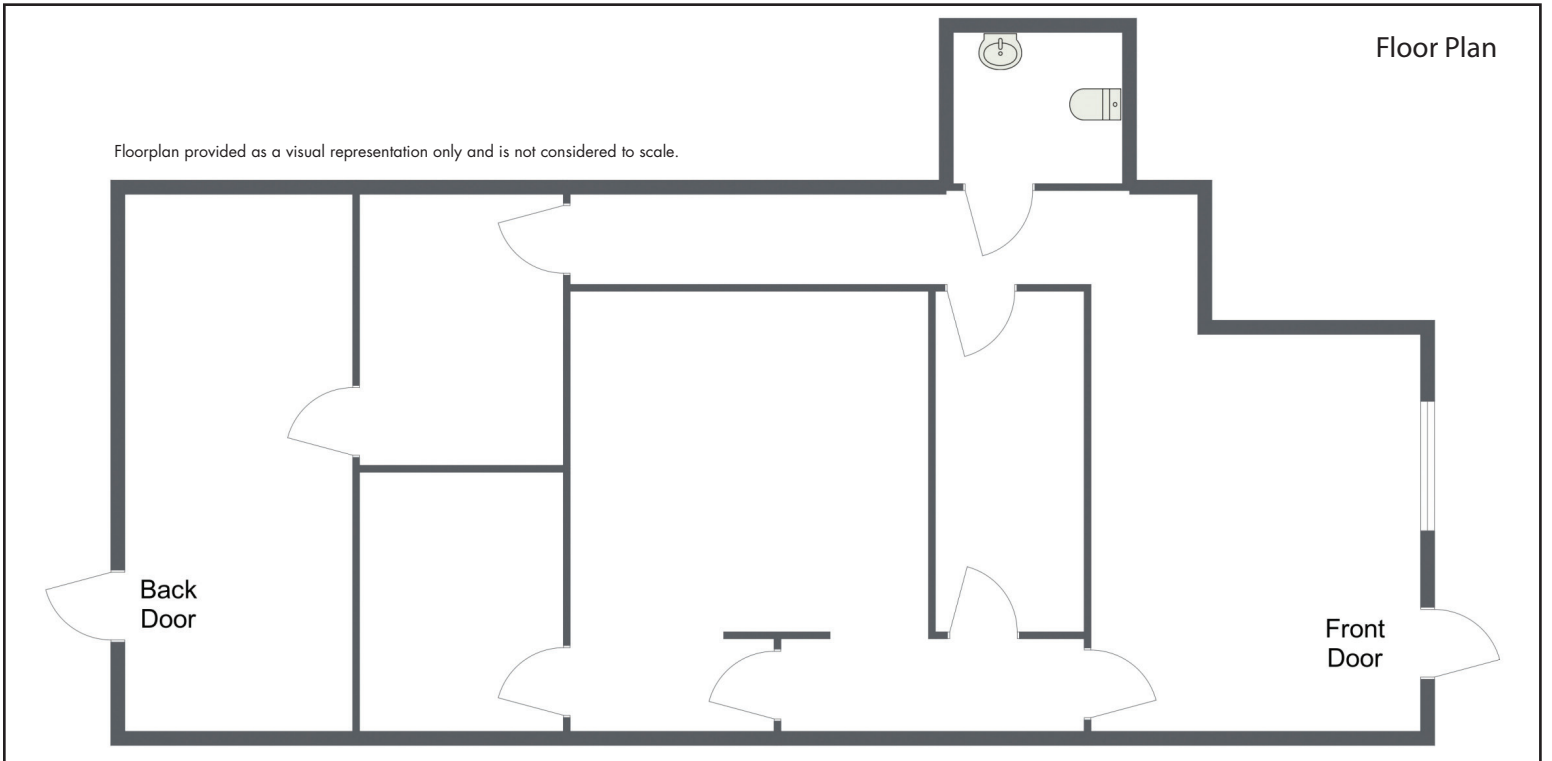 Floor Plan
Floorplan provided as a visual representation only and is not considered to scale.
Back
Door
Front
Door